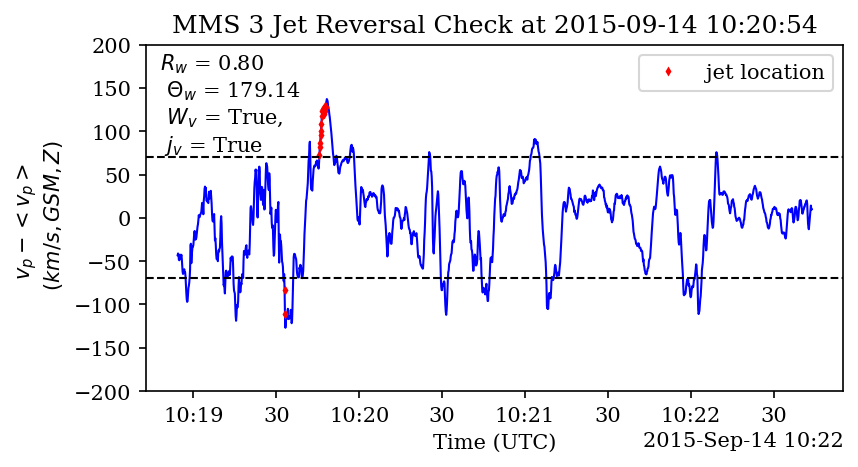 MMS 3 Jet Reversal Check at 2015-09-14 10:20:54
200
150
100
50
0
−50
−100
−150
−200
v_p − < v_p >
(km/s, GSM, Z)
R_w = 0.80
Θ_w = 179.14
W_v = True,
j_v = True
jet location
10:19 30 10:20 30 10:21 30 10:22 30
Time (UTC)
2015-Sep-14 10:22